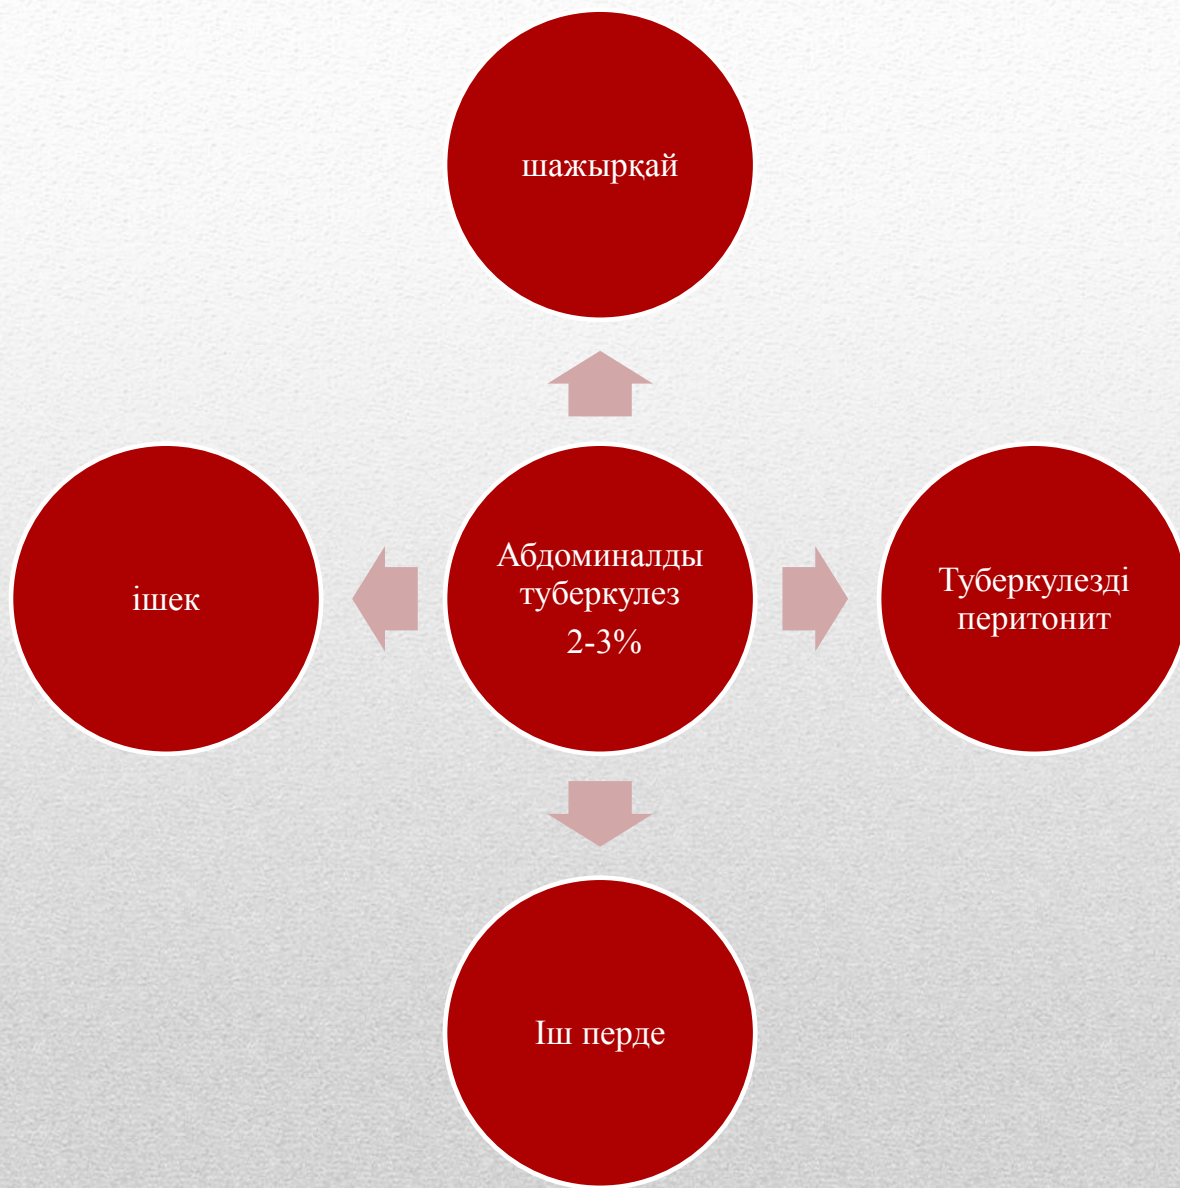 шажырқай
ішек
Абдоминалды
туберкулез
2-3%
Туберкулезді
перитонит
Іш перде